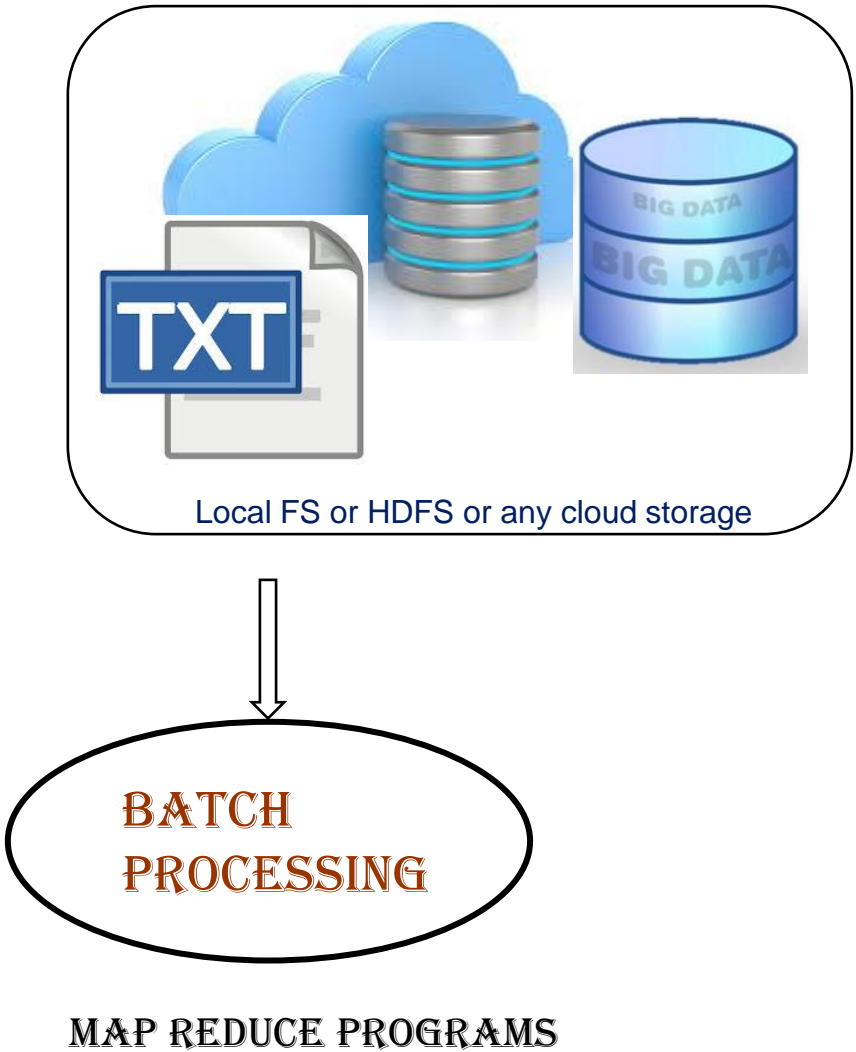 BIG DATA
BIG DATA
TXT
Local FS or HDFS or any cloud storage
BATCH
PROCESSING
MAP REDUCE PROGRAMS